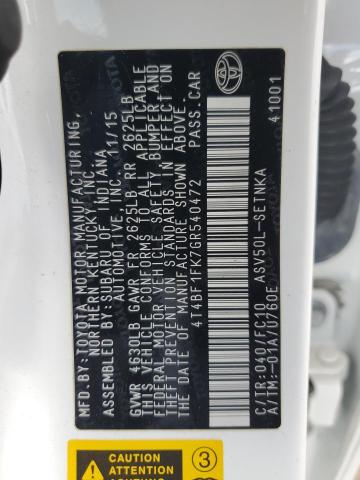 MFD.BY:TOYOTA MOTOR MANUFACTURING,
NORTHERN KENTUCKY, INC.
ASSEMBLED BY: SUBARU OF INDIANA
AUTOMOTIVE, INC. 11/15
GVWR 4630LB GAWR FR 2625LB RR 2625LB
THIS VEHICLE CONFORMS TO ALL APPLICABLE
FEDERAL MOTOR VEHICLE SAFETY, BUMPER, AND
THEFT PREVENTION STANDARDS IN EFFECT ON
THE DATE OF MANUFACTURE SHOWN ABOVE.
4T4BF1FK7GR540472 PASS.CAR
C/TR:040/FC10 ASV50L-SETNKA
A/TM:-01A/U760E 41001
TOYOTA
CAUTION
ATTENTION
ACHTUNG
3